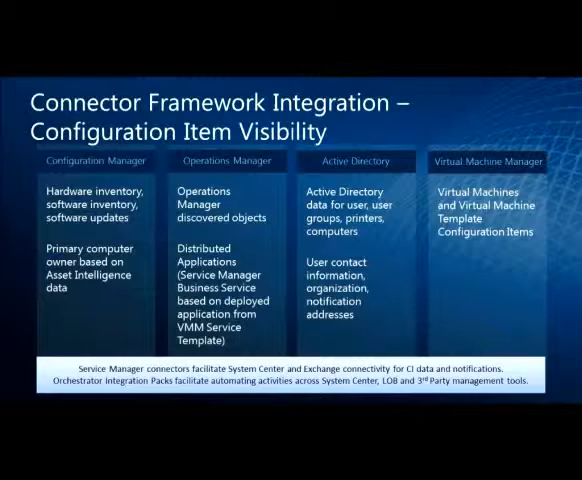 Connector Framework Integration –
Configuration Item Visibility
Configuration Manager
Hardware inventory,
software inventory,
software updates
Primary computer
owner based on
Asset Intelligence
data
Operations Manager
Operations
Manager
discovered objects
Distributed
Applications
(Service Manager
Business Service
based on deployed
application from
VMM Service
Template)
Active Directory
Active Directory
data for user, user
groups, printers,
computers
User contact
information,
organization,
notification
addresses
Virtual Machine Manager
Virtual Machines
and Virtual Machine
Template
Configuration Items
Service Manager connectors facilitate System Center and Exchange connectivity for CI data and notifications.
Orchestrator Integration Packs facilitate automating activities across System Center, LOB and 3rd Party management tools.